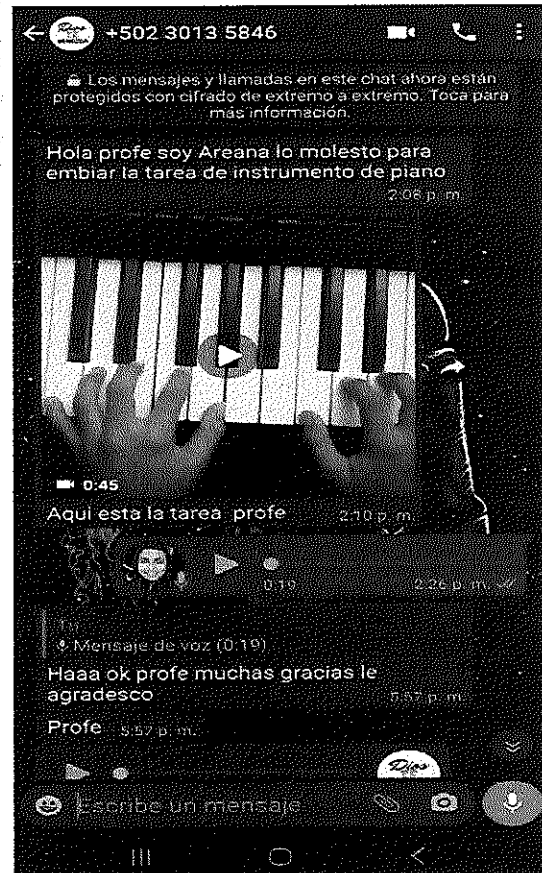 +502 3013 5846
Los mensajes y llamadas en este chat ahora están
protegidos con cifrado de extremo a extremo. Toca para
más información.
Hola profe soy Areana lo molesto para
embiar la tarea de instrumento de piano
2:08 p. m.
0:45
Aqui esta la tarea profe
2:10 p. m.
0:19
2:26 p. m.
Tú
Mensaje de voz (0:19)
Haaa ok profe muchas gracias le
agradesco
5:57 p. m.
Profe
5:57 p. m.
Dios
Escribe un mensaje